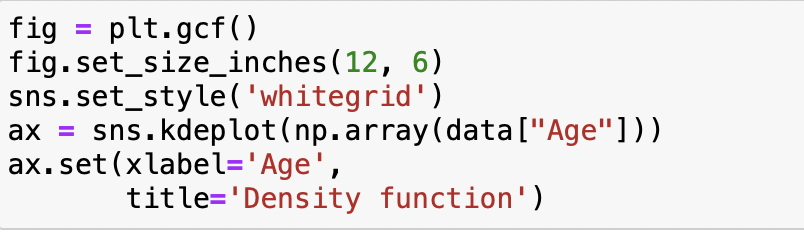 fig = plt.gcf()
fig.set_size_inches(12, 6)
sns.set_style('whitegrid')
ax = sns.kdeplot(np.array(data["Age"]))
ax.set(xlabel='Age',
       title='Density function')